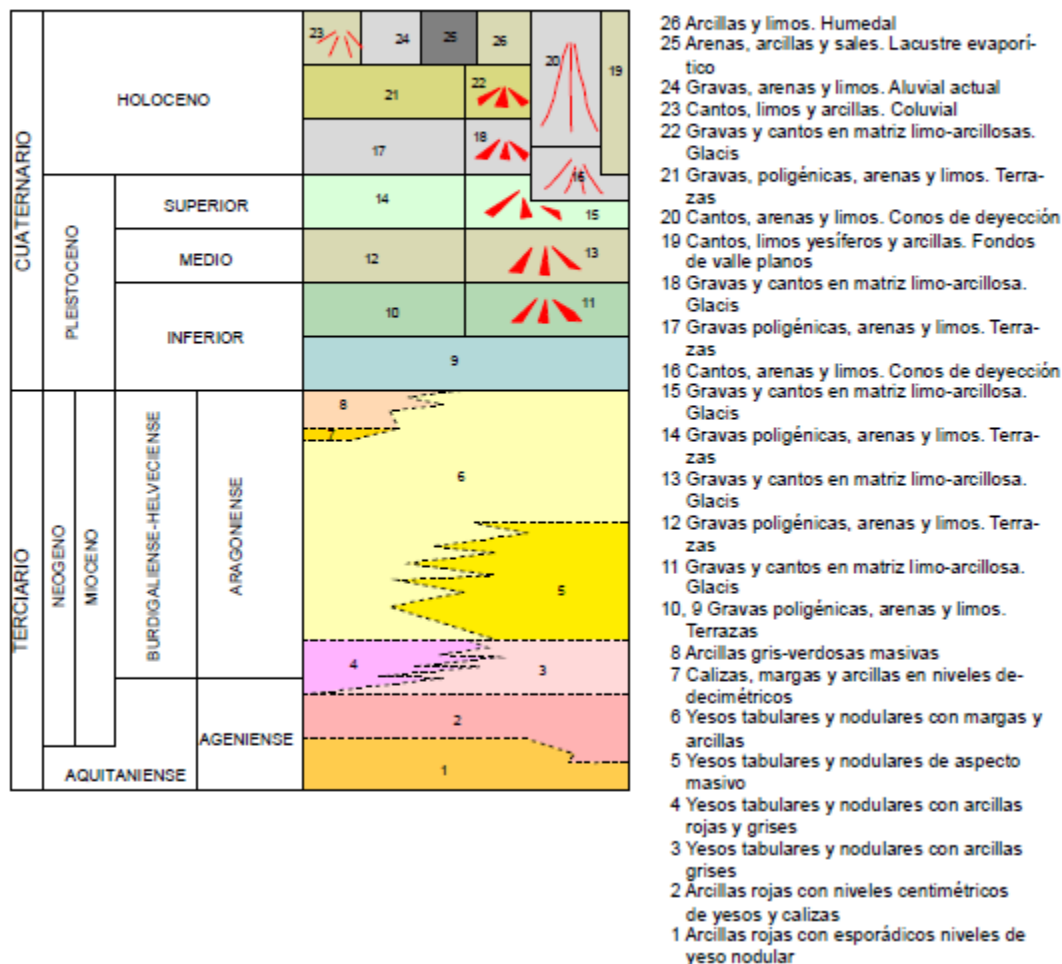 CUATERNARIO
HOLOCENO
PLEISTOCENO
SUPERIOR
MEDIO
INFERIOR
TERCIARIO
NEOGENO
MIOCENO
BURDIGALIENSE-HELVECIENSE
ARAGONIENSE
AGENIENSE
AQUITANIENSE
23
24
25
26
20
19
21
22
17
18
16
14
15
12
13
10
11
9
8
7
6
5
4
3
2
1
26 Arcillas y limos. Humedal
25 Arenas, arcillas y sales. Lacustre evaporí-
tico
24 Gravas, arenas y limos. Aluvial actual
23 Cantos, limos y arcillas. Coluvial
22 Gravas y cantos en matriz limo-arcillosas.
Glacis
21 Gravas, poligénicas, arenas y limos. Terra-
zas
20 Cantos, arenas y limos. Conos de deyección
19 Cantos, limos yesíferos y arcillas. Fondos
de valle planos
18 Gravas y cantos en matriz limo-arcillosa.
Glacis
17 Gravas poligénicas, arenas y limos. Terra-
zas
16 Cantos, arenas y limos. Conos de deyección
15 Gravas y cantos en matriz limo-arcillosa.
Glacis
14 Gravas poligénicas, arenas y limos. Terra-
zas
13 Gravas y cantos en matriz limo-arcillosa.
Glacis
12 Gravas poligénicas, arenas y limos. Terra-
zas
11 Gravas y cantos en matriz limo-arcillosa.
Glacis
10, 9 Gravas poligénicas, arenas y limos.
Terrazas
8 Arcillas gris-verdosas masivas
7 Calizas, margas y arcillas en niveles de-
decimétricos
6 Yesos tabulares y nodulares con margas y
arcillas
5 Yesos tabulares y nodulares de aspecto
masivo
4 Yesos tabulares y nodulares con arcillas
rojas y grises
3 Yesos tabulares y nodulares con arcillas
grises
2 Arcillas rojas con niveles centimétricos
de yesos y calizas
1 Arcillas rojas con esporádicos niveles de
yeso nodular